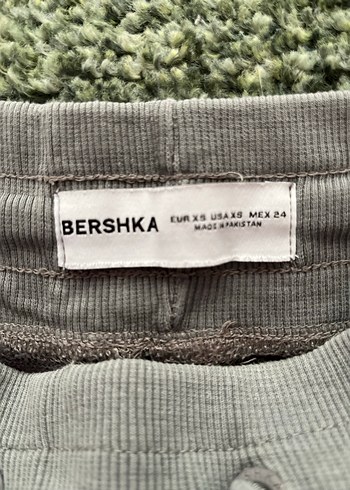 BERSHKA
EUR XS USA XS MEX 24
MADE IN PAKISTAN